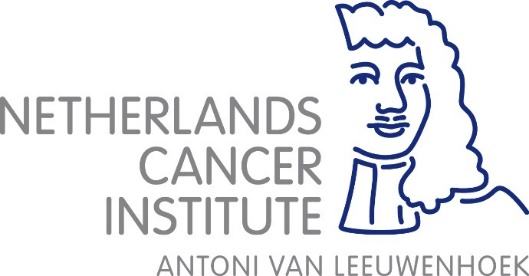 NETHERLANDS
CANCER
INSTITUTE
ANTONI VAN LEEUWENHOEK